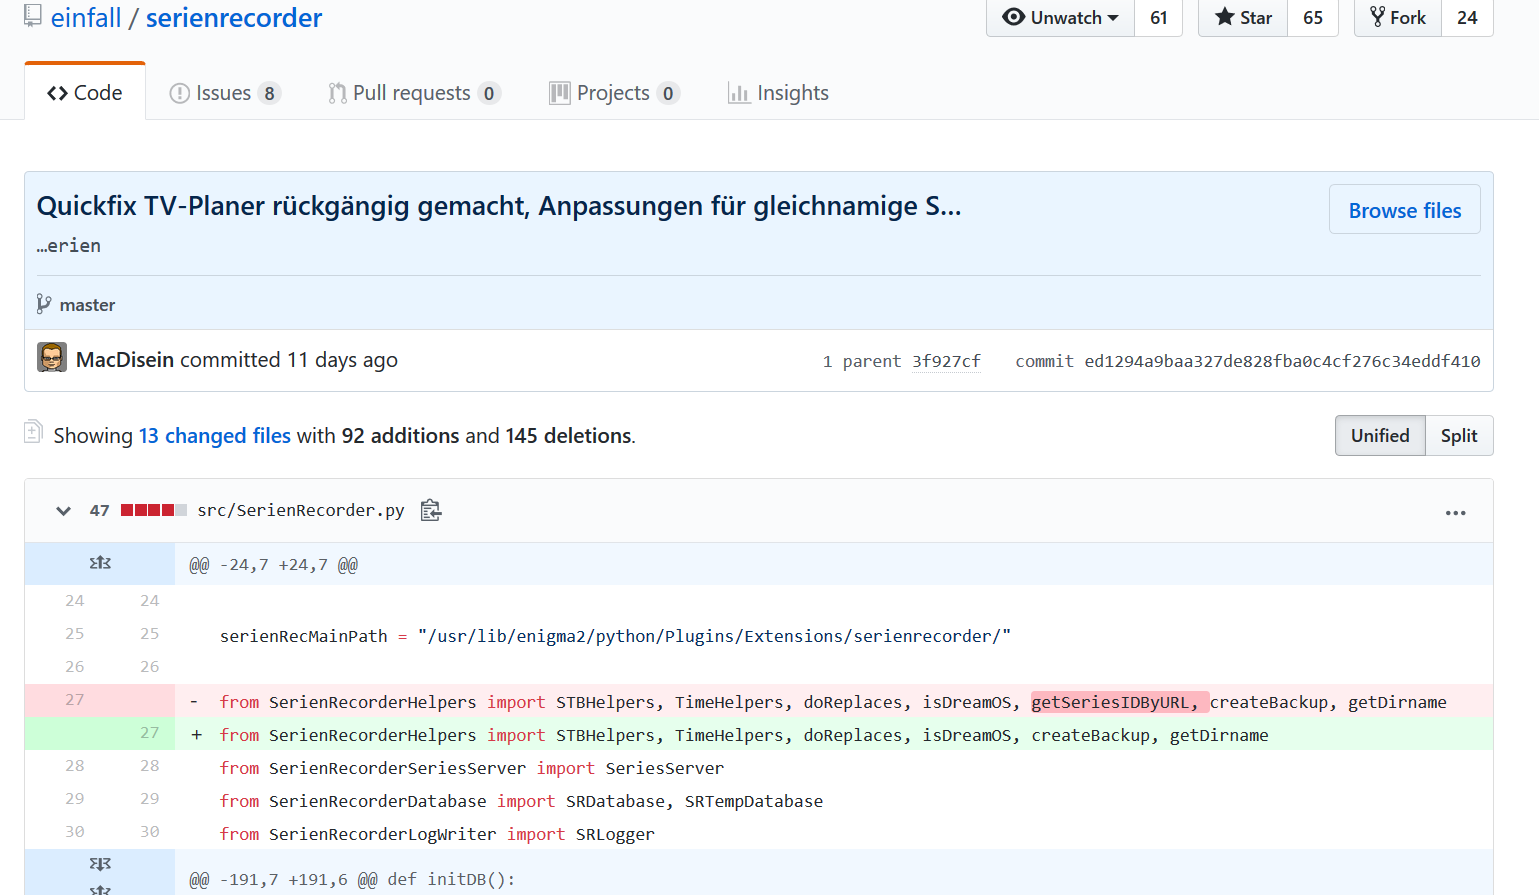 einfall / serienrecorder
Unwatch 61 Star 65 Fork 24
Code Issues 8 Pull requests 0 Projects 0 Insights
Quickfix TV-Planer rückgängig gemacht, Anpassungen für gleichnamige S…
Browse files
…erien
master
MacDisein committed 11 days ago 1 parent 3f927cf commit ed1294a9baa327de828fba0c4cf276c34eddf410
Showing 13 changed files with 92 additions and 145 deletions.
Unified Split
47 src/SerienRecorder.py
@@ -24,7 +24,7 @@
24 24
25 25 serienRecMainPath = "/usr/lib/enigma2/python/Plugins/Extensions/serienrecorder/"
26 26
27 - from SerienRecorderHelpers import STBHelpers, TimeHelpers, doReplaces, isDreamOS, getSeriesIDByURL, createBackup, getDirname
27 + from SerienRecorderHelpers import STBHelpers, TimeHelpers, doReplaces, isDreamOS, createBackup, getDirname
28 28 from SerienRecorderSeriesServer import SeriesServer
29 29 from SerienRecorderDatabase import SRDatabase, SRTempDatabase
30 30 from SerienRecorderLogWriter import SRLogger
@@ -191,7 +191,6 @@ def initDB():